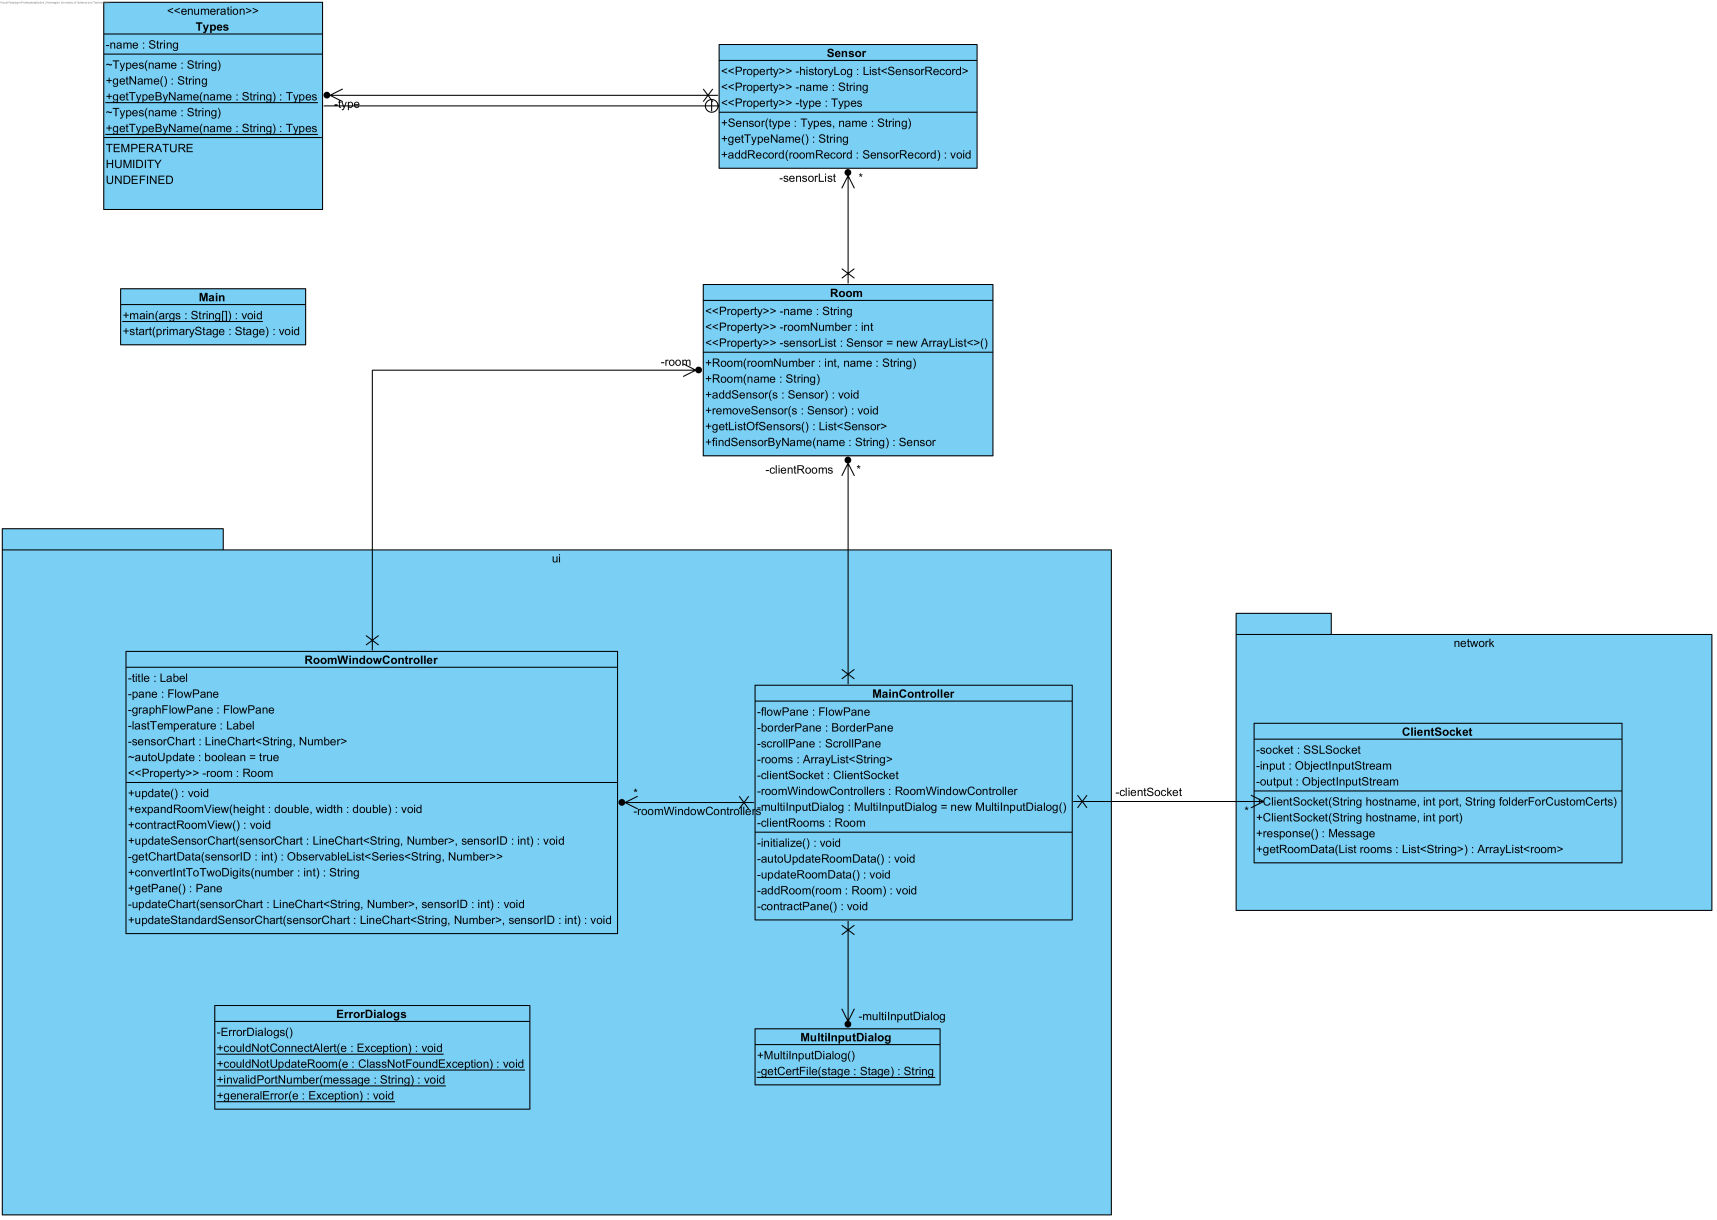 <<enumeration>>
Types
-name : String
~Types(name : String)
+getName() : String
+getTypeByName(name : String) : Types
~Types(name : String)
+getTypeByName(name : String) : Types
TEMPERATURE
HUMIDITY
UNDEFINED
-type
Sensor
<<Property>> -historyLog : List<SensorRecord>
<<Property>> -name : String
<<Property>> -type : Types
+Sensor(type : Types, name : String)
+getTypeName() : String
+addRecord(roomRecord : SensorRecord) : void
-sensorList
*
Main
+main(args : String[]) : void
+start(primaryStage : Stage) : void
Room
<<Property>> -name : String
<<Property>> -roomNumber : int
<<Property>> -sensorList : Sensor = new ArrayList<>()
+Room(roomNumber : int, name : String)
+Room(name : String)
+addSensor(s : Sensor) : void
+removeSensor(s : Sensor) : void
+getListOfSensors() : List<Sensor>
+findSensorByName(name : String) : Sensor
-room
-clientRooms
*
ui
RoomWindowController
-title : Label
-pane : FlowPane
-graphFlowPane : FlowPane
-lastTemperature : Label
-sensorChart : LineChart<String, Number>
~autoUpdate : boolean = true
<<Property>> -room : Room
+update() : void
+expandRoomView(height : double, width : double) : void
+contractRoomView() : void
+updateSensorChart(sensorChart : LineChart<String, Number>, sensorID : int) : void
-getChartData(sensorID : int) : ObservableList<Series<String, Number>>
+convertIntToTwoDigits(number : int) : String
+getPane() : Pane
-updateChart(sensorChart : LineChart<String, Number>, sensorID : int) : void
+updateStandardSensorChart(sensorChart : LineChart<String, Number>, sensorID : int) : void
*
-roomWindowControllers
MainController
-flowPane : FlowPane
-borderPane : BorderPane
-scrollPane : ScrollPane
-rooms : ArrayList<String>
-clientSocket : ClientSocket
-roomWindowControllers : RoomWindowController
-multiInputDialog : MultiInputDialog = new MultiInputDialog()
-clientRooms : Room
-initialize() : void
-autoUpdateRoomData() : void
-updateRoomData() : void
-addRoom(room : Room) : void
-contractPane() : void
-clientSocket
*
network
ClientSocket
-socket : SSLSocket
-input : ObjectInputStream
-output : ObjectInputStream
+ClientSocket(String hostname, int port, String folderForCustomCerts)
+ClientSocket(String hostname, int port)
+response() : Message
+getRoomData(List rooms : List<String>) : ArrayList<room>
ErrorDialogs
-ErrorDialogs()
+couldNotConnectAlert(e : Exception) : void
+couldNotUpdateRoom(e : ClassNotFoundException) : void
+invalidPortNumber(message : String) : void
+generalError(e : Exception) : void
-multiInputDialog
MultiInputDialog
+MultiInputDialog()
-getCertFile(stage : Stage) : String